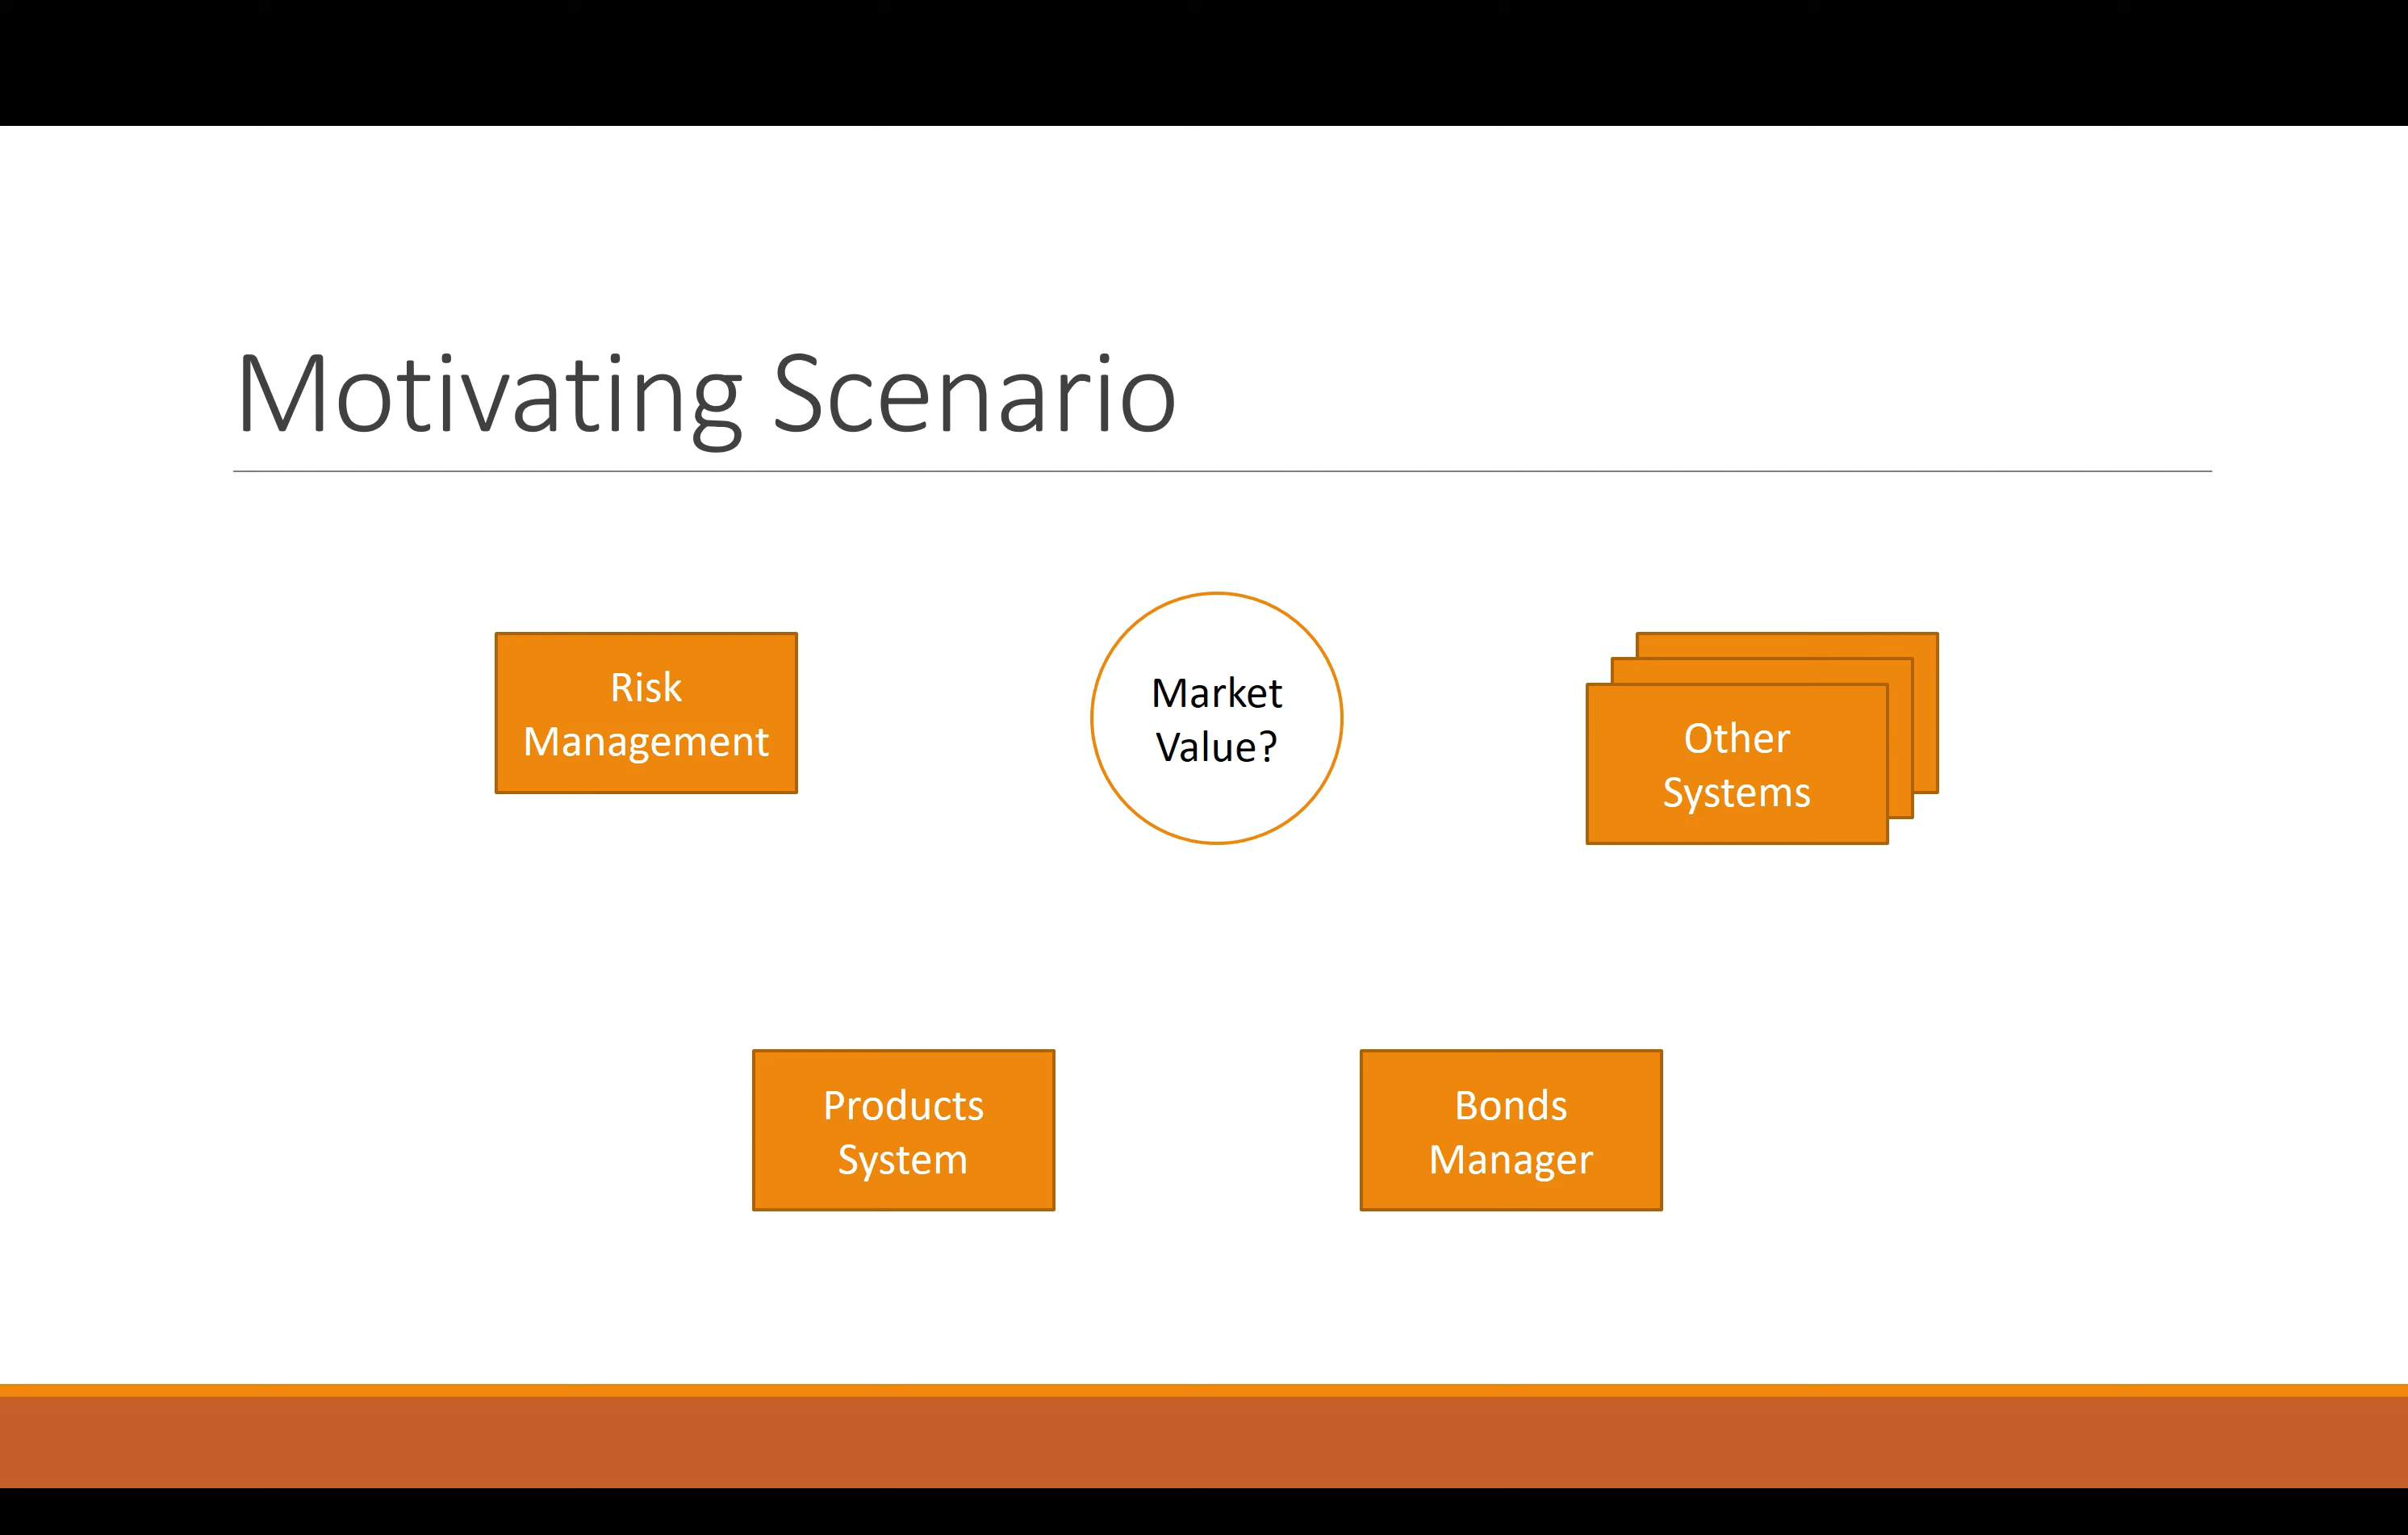 Motivating Scenario
Risk
Management
Market
Value?
Other
Systems
Products
System
Bonds
Manager